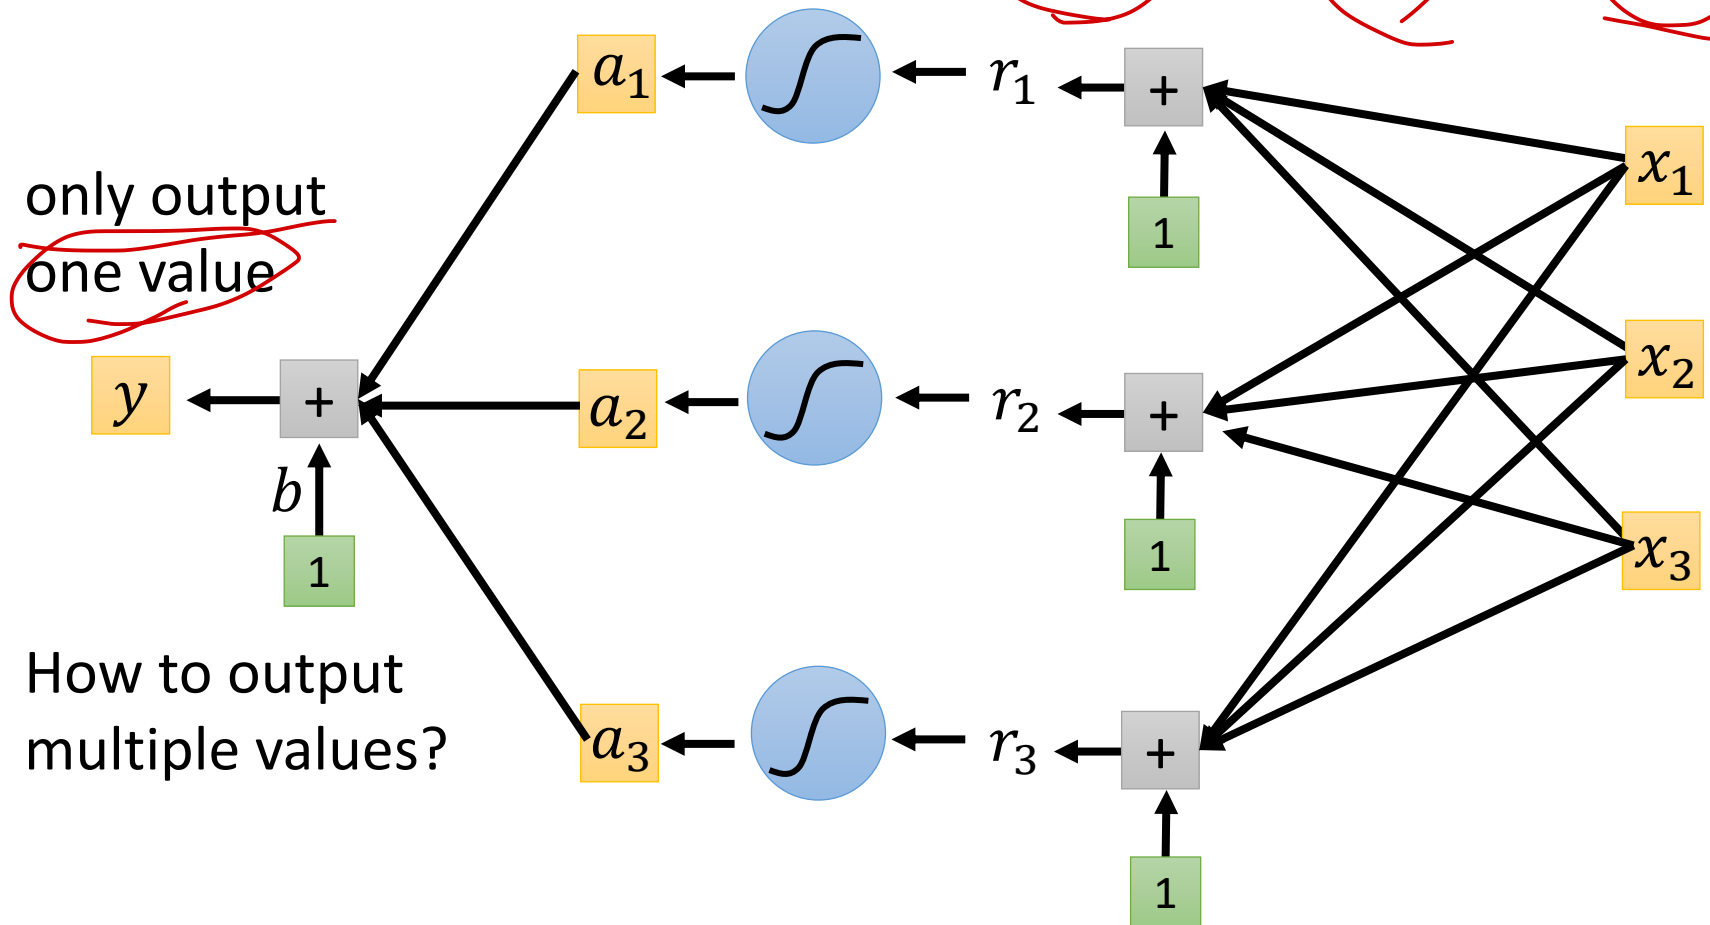 a₁
r₁
+
x₁
only output
one value
1
y
+
a₂
r₂
+
x₂
b
1
1
x₃
How to output
multiple values?
a₃
r₃
+
1